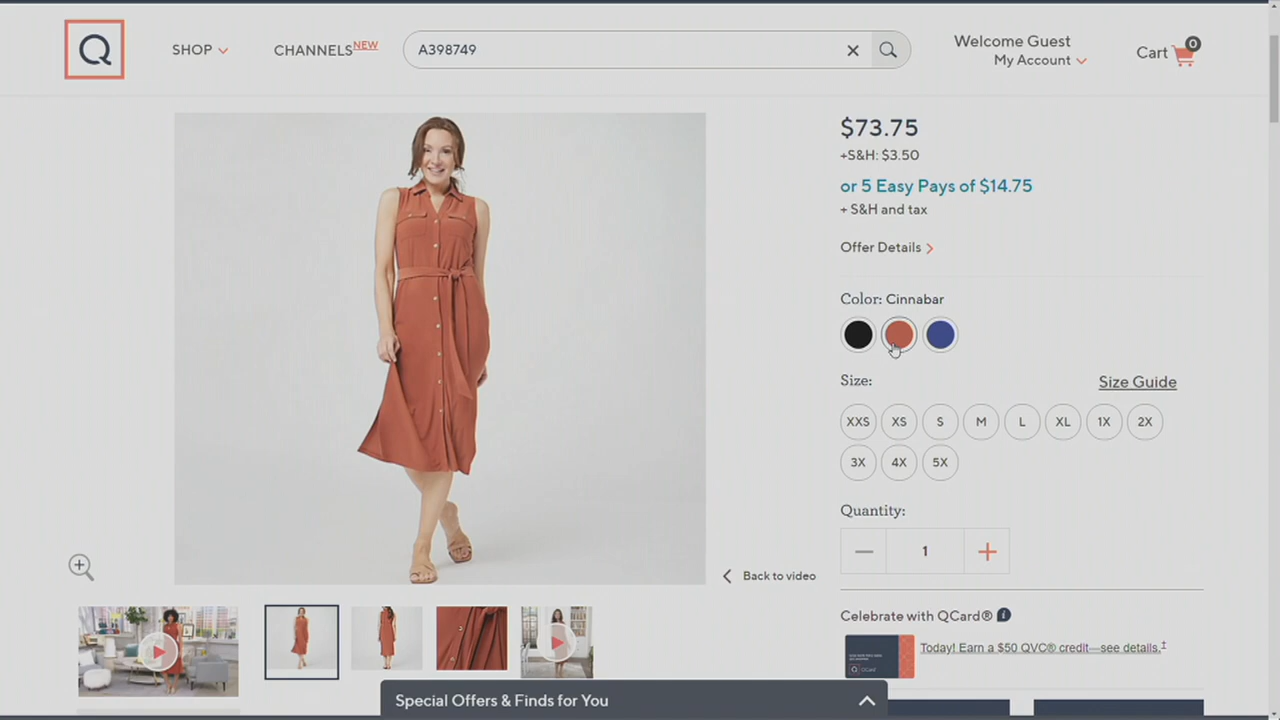 Q
SHOP
CHANNELS NEW
A398749
Welcome Guest
My Account
Cart
0
$73.75
+S&H: $3.50
or 5 Easy Pays of $14.75
+ S&H and tax
Offer Details
Color: Cinnabar
Size:
Size Guide
XXS XS S M L XL 1X 2X
3X 4X 5X
Quantity:
1
Back to video
Celebrate with QCard®
Today! Earn a $50 QVC® credit—see details.‡
Special Offers & Finds for You